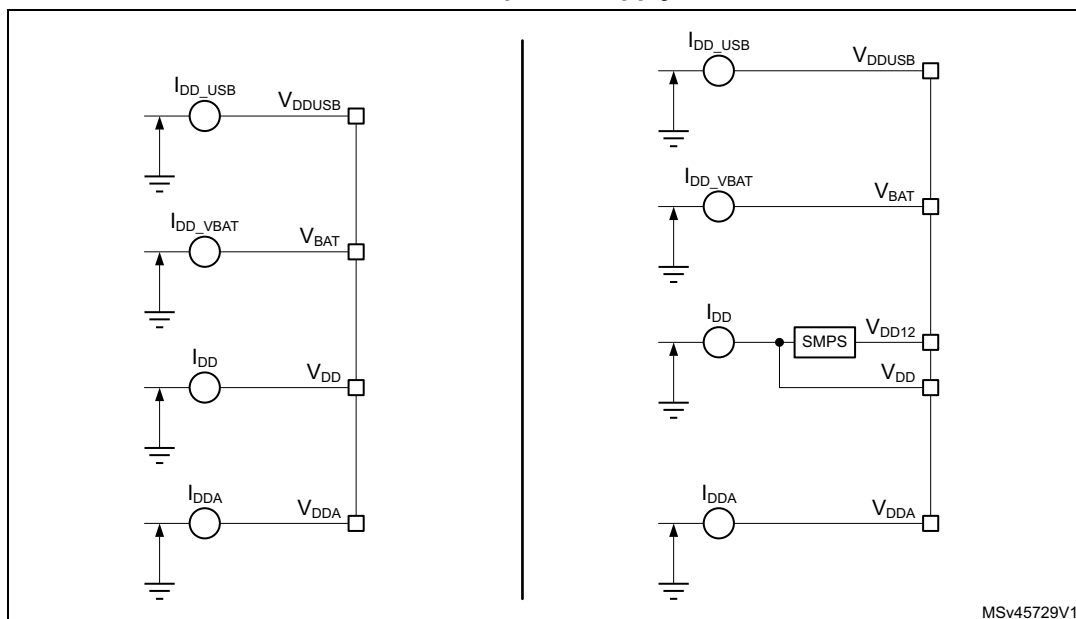 IDD_USB
VDDUSB
IDD_VBAT
VBAT
IDD
VDD
IDDA
VDDA
IDD_USB
VDDUSB
IDD_VBAT
VBAT
IDD
SMPS
VDD12
VDD
IDDA
VDDA
MSv45729V1